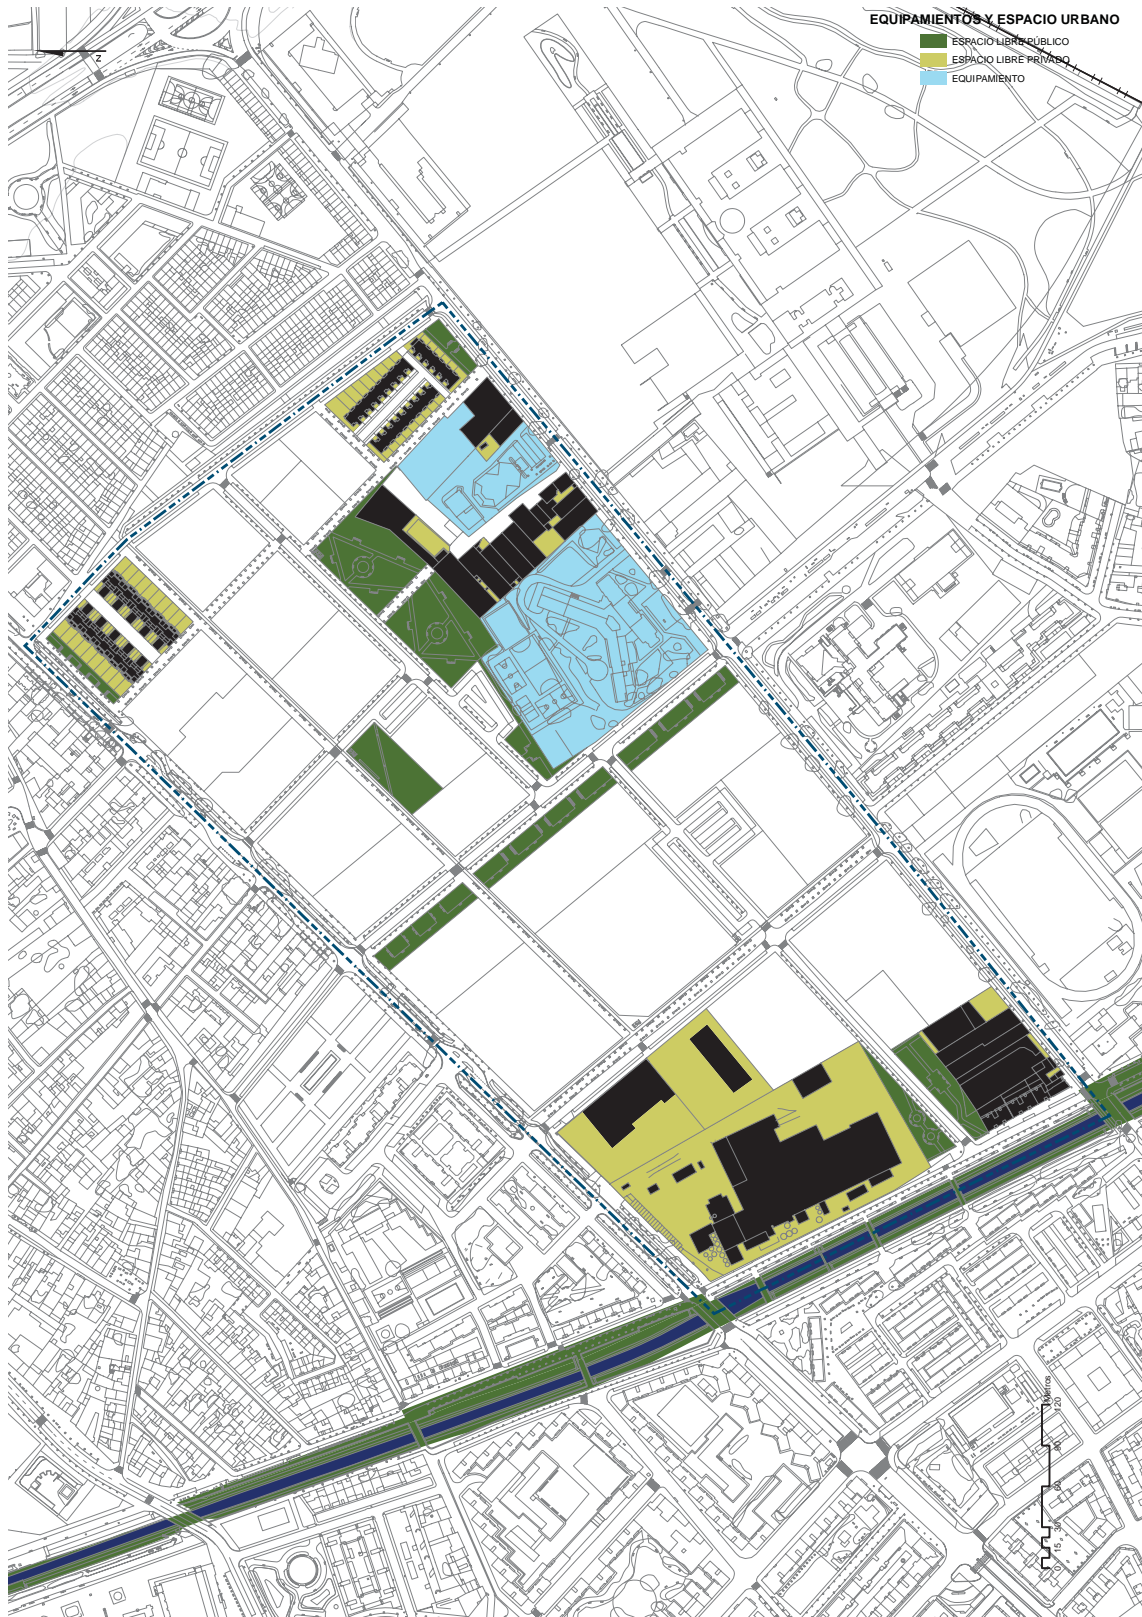 EQUIPAMIENTOS Y ESPACIO URBANO
ESPACIO LIBRE PÚBLICO
ESPACIO LIBRE PRIVADO
EQUIPAMIENTO
N
0 15 30 60 90 120
Metros